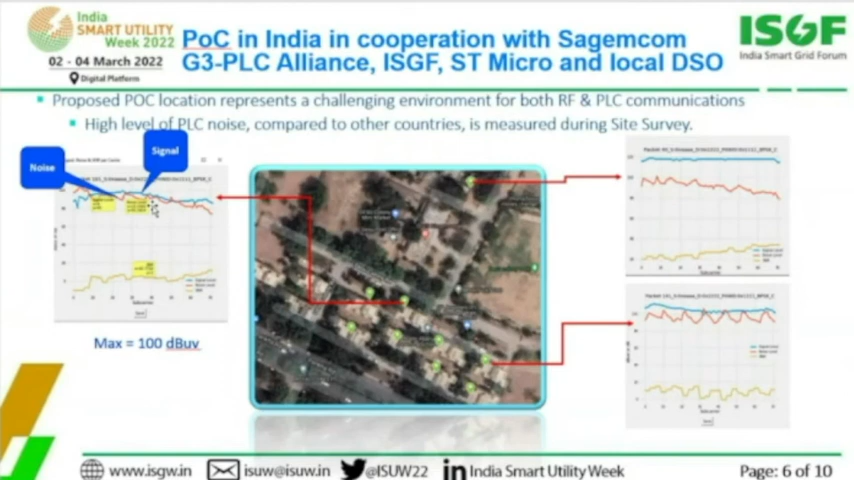 India
SMART UTILITY
Week 2022
02 - 04 March 2022
Digital Platform
PoC in India in cooperation with Sagemcom
G3-PLC Alliance, ISGF, ST Micro and local DSO
ISGF
India Smart Grid Forum
Proposed POC location represents a challenging environment for both RF & PLC communications
High level of PLC noise, compared to other countries, is measured during Site Survey.
Signal
Noise
Max = 100 dBuv
www.isgw.in
isuw@isuw.in
@ISUW22
in India Smart Utility Week
Page: 6 of 10